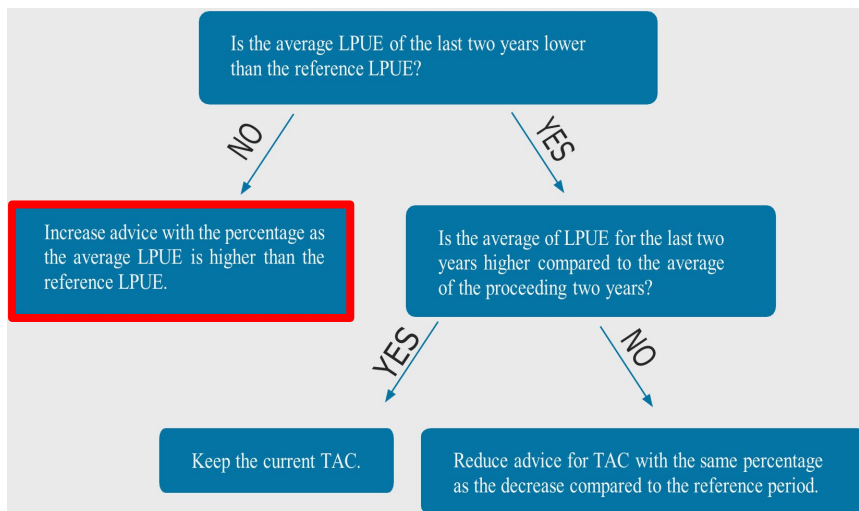 Is the average LPUE of the last two years lower
than the reference LPUE?
NO
YES
Increase advice with the percentage as
the average LPUE is higher than the
reference LPUE.
Is the average of LPUE for the last two
years higher compared to the average
of the proceeding two years?
YES
NO
Keep the current TAC.
Reduce advice for TAC with the same percentage
as the decrease compared to the reference period.